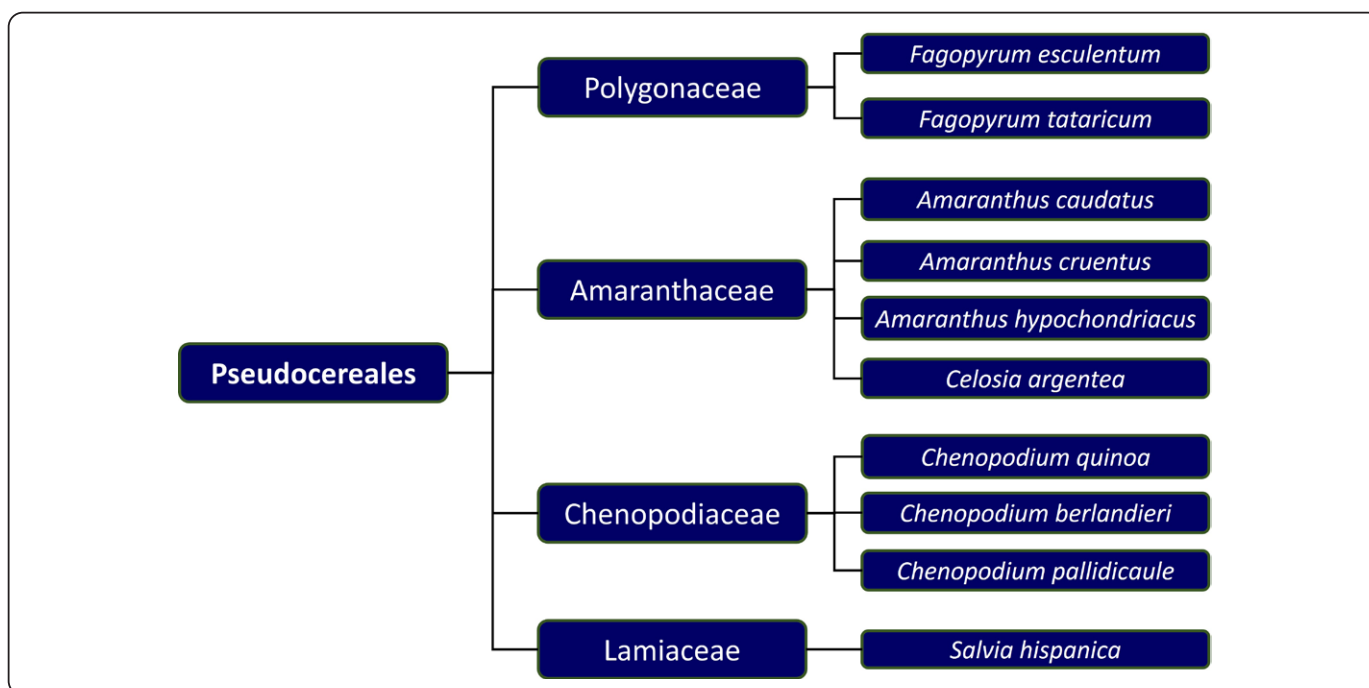 Pseudocereales
Polygonaceae
Fagopyrum esculentum
Fagopyrum tataricum
Amaranthaceae
Amaranthus caudatus
Amaranthus cruentus
Amaranthus hypochondriacus
Celosia argentea
Chenopodiaceae
Chenopodium quinoa
Chenopodium berlandieri
Chenopodium pallidicaule
Lamiaceae
Salvia hispanica